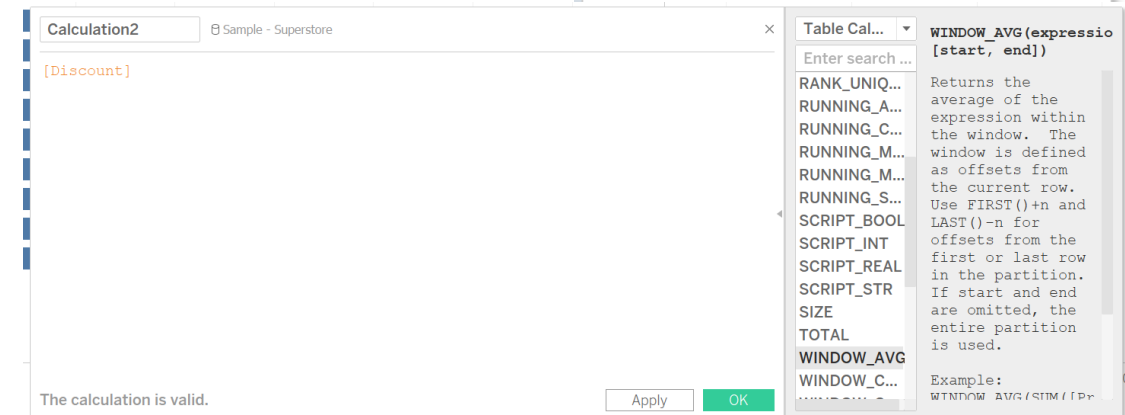 Calculation2
Sample - Superstore
[Discount]
The calculation is valid.
Apply
OK
Table Cal...
Enter search ...
RANK_UNIQ...
RUNNING_A...
RUNNING_C...
RUNNING_M...
RUNNING_M...
RUNNING_S...
SCRIPT_BOOL
SCRIPT_INT
SCRIPT_REAL
SCRIPT_STR
SIZE
TOTAL
WINDOW_AVG
WINDOW_C...
WINDOW_AVG(expressio
[start, end])
Returns the
average of the
expression within
the window. The
window is defined
as offsets from
the current row.
Use FIRST()+n and
LAST()-n for
offsets from the
first or last row
in the partition.
If start and end
are omitted, the
entire partition
is used.
Example:
WINDOW_AVG(SUM([Pr